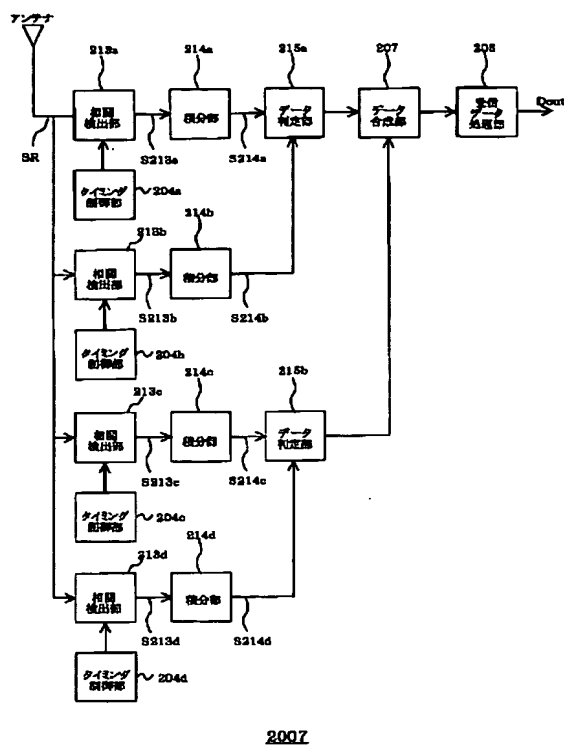 アンテナ
213a
214a
215a
207
208
相関
検出部
積分部
データ
判定部
データ
合成部
受信
データ
処理部
Dout
SR
S213a
S214a
タイミング
制御部
204a
213b
214b
相関
検出部
積分部
S213b
S214b
タイミング
制御部
204b
213c
214c
215b
相関
検出部
積分部
データ
判定部
S213c
S214c
タイミング
制御部
204c
213d
214d
相関
検出部
積分部
S213d
S214d
タイミング
制御部
204d
2007